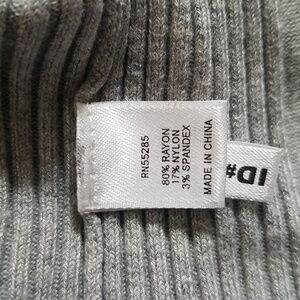 RN55285
80% RAYON
17% NYLON
3% SPANDEX
MADE IN CHINA
ID#